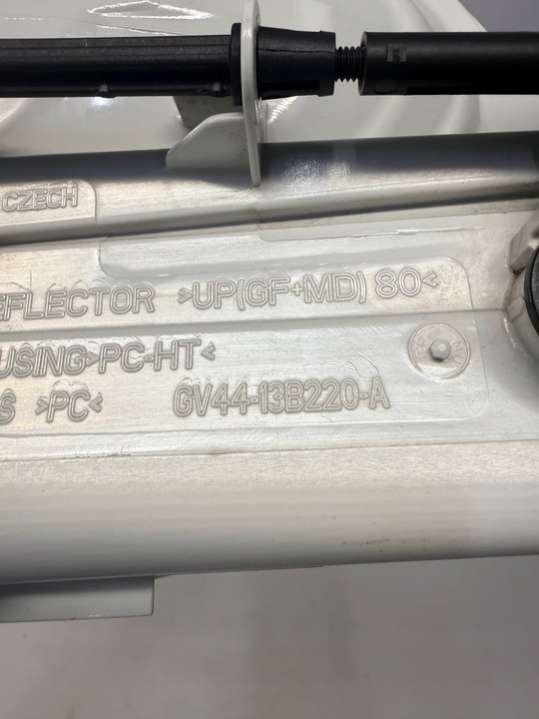 CZECH
EFLECTOR >UP(GF+MD) 80<
USING>PC-HT<
S >PC< GV44-13B220-A